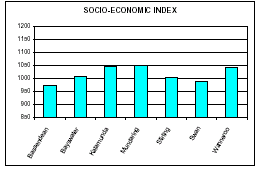 SOCIO-ECONOMIC INDEX
1200
1150
1100
1050
1000
950
900
850
Bassendean
Bayswater
Kalamunda
Mundaring
Stirling
Swan
Wanneroo